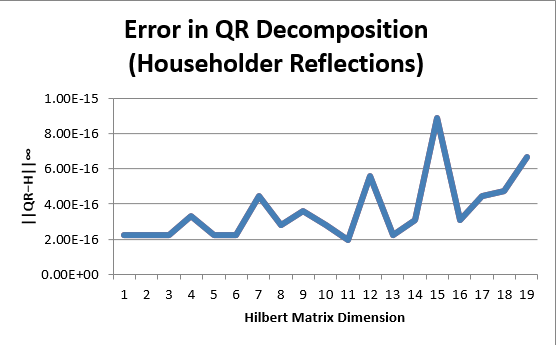 Error in QR Decomposition
(Householder Reflections)
1.00E-15
8.00E-16
6.00E-16
4.00E-16
2.00E-16
0.00E+00
||QR−H||∞
1 2 3 4 5 6 7 8 9 10 11 12 13 14 15 16 17 18 19
Hilbert Matrix Dimension